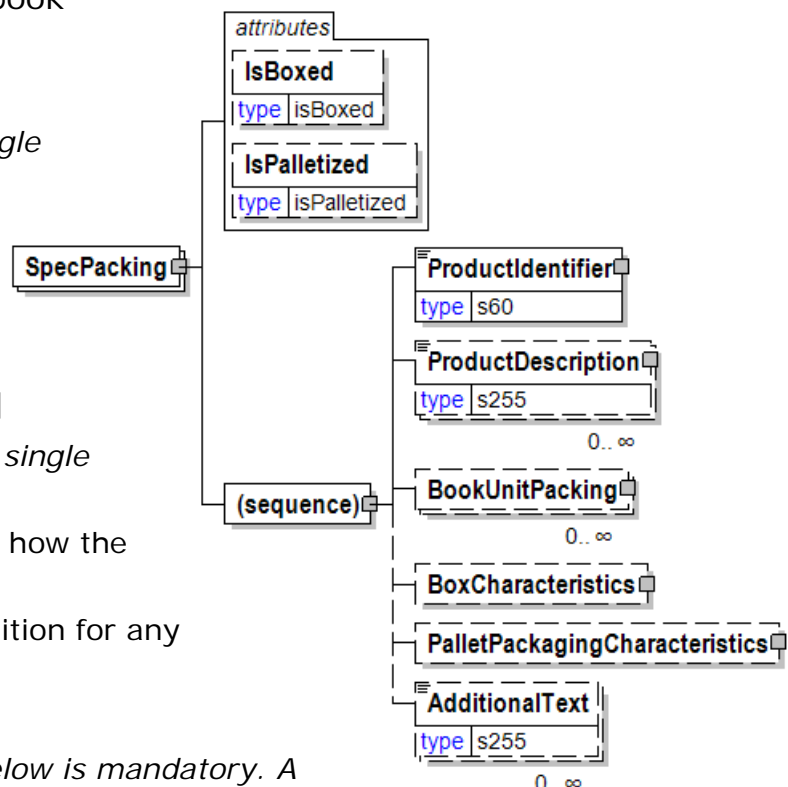 book
attributes
IsBoxed
type isBoxed
gle
IsPalletized
type isPalletized
SpecPacking
ProductIdentifier
type s60
ProductDescription
type s255
0.. ∞
single
BookUnitPacking
(sequence)
0.. ∞
how the
BoxCharacteristics
ition for any
PalletPackagingCharacteristics
AdditionalText
type s255
elow is mandatory. A
0.. ∞